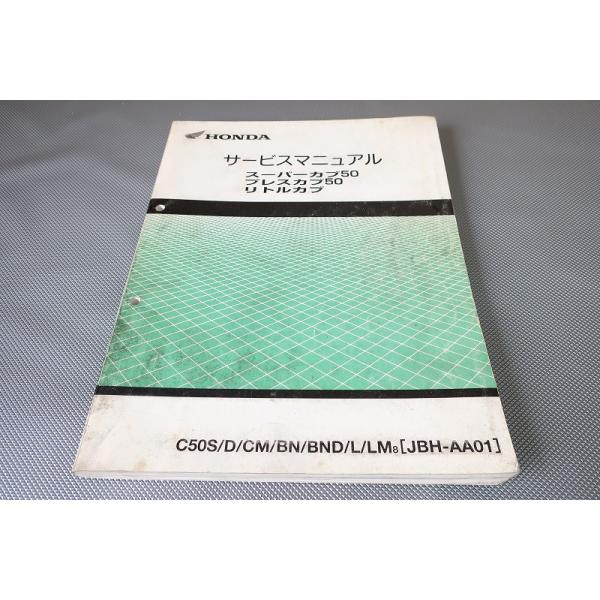 HONDA
サービスマニュアル
スーパーカブ50
プレスカブ50
リトルカブ
C50S/D/CM/BN/BND/L/LM8[JBH-AA01]